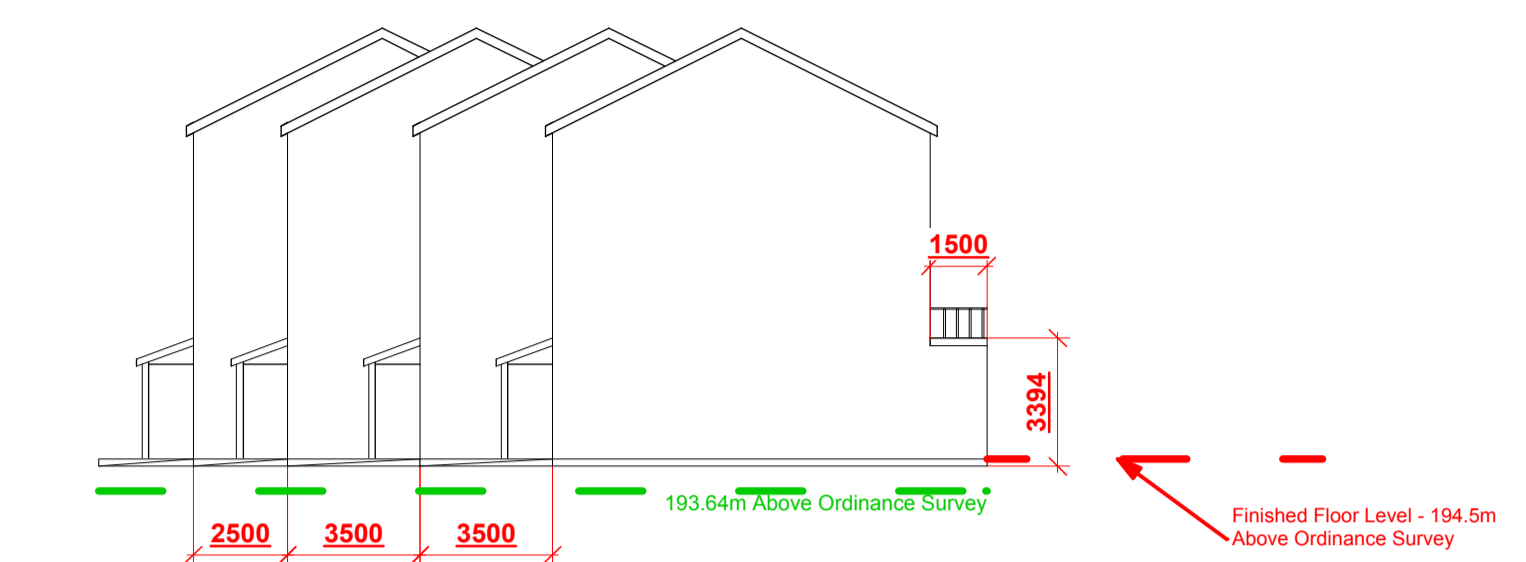 1500
3394
193.64m Above Ordinance Survey
Finished Floor Level - 194.5m
Above Ordinance Survey
2500
3500
3500